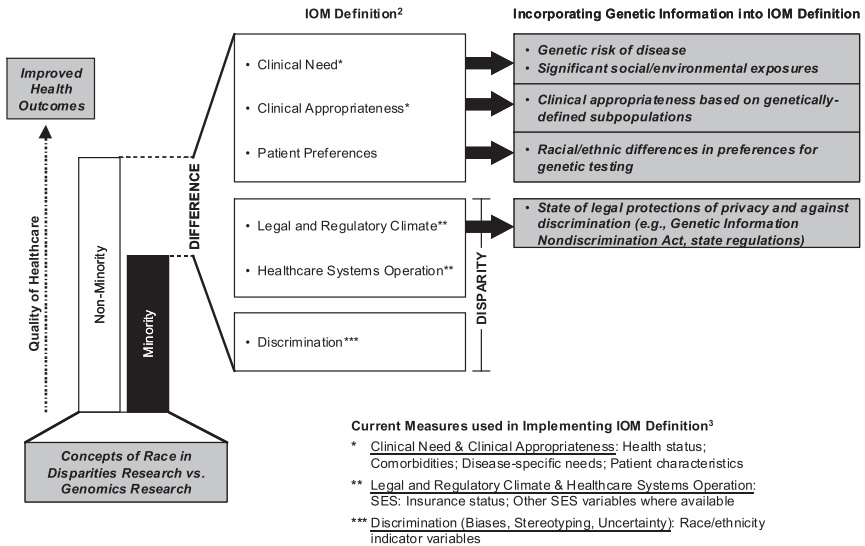 IOM Definition²
Incorporating Genetic Information into IOM Definition
Improved
Health
Outcomes
Quality of Healthcare
Non-Minority
Minority
DIFFERENCE
• Clinical Need*
• Clinical Appropriateness*
• Patient Preferences
• Legal and Regulatory Climate**
• Healthcare Systems Operation**
• Discrimination***
DISPARITY
• Genetic risk of disease
• Significant social/environmental exposures
• Clinical appropriateness based on genetically-
defined subpopulations
• Racial/ethnic differences in preferences for
genetic testing
• State of legal protections of privacy and against
discrimination (e.g., Genetic Information
Nondiscrimination Act, state regulations)
Concepts of Race in
Disparities Research vs.
Genomics Research
Current Measures used in Implementing IOM Definition³
* Clinical Need & Clinical Appropriateness: Health status;
Comorbidities; Disease-specific needs; Patient characteristics
** Legal and Regulatory Climate & Healthcare Systems Operation:
SES: Insurance status; Other SES variables where available
*** Discrimination (Biases, Stereotyping, Uncertainty): Race/ethnicity
indicator variables